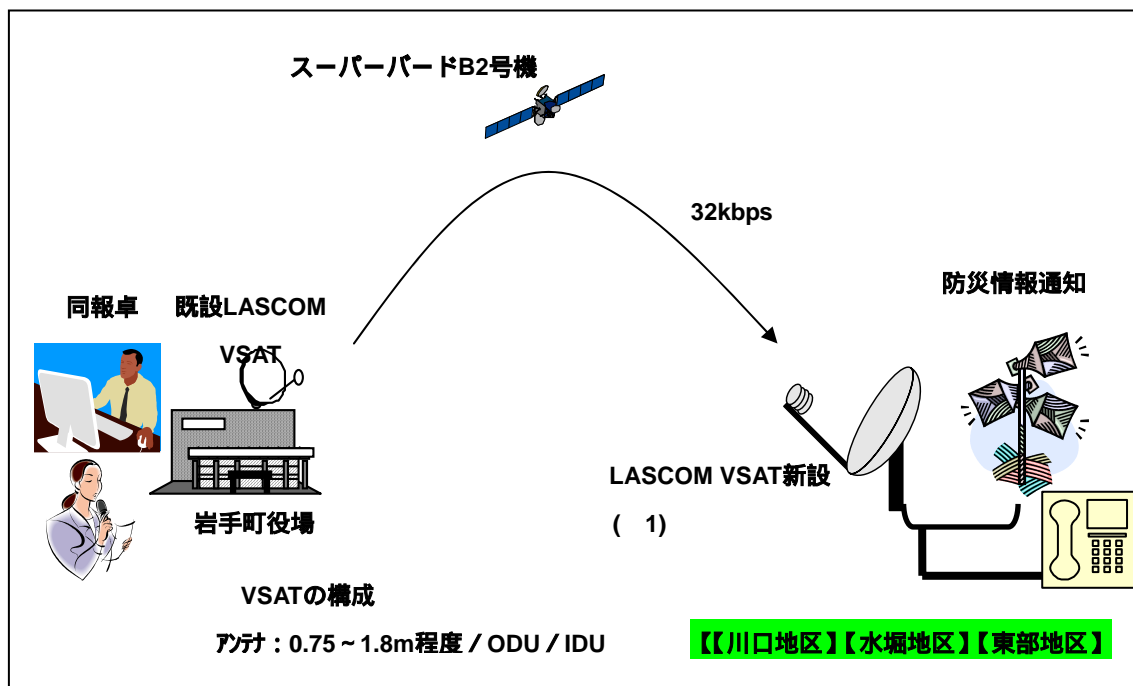 スーパーバードB2号機
32kbps
防災情報通知
同報卓
既設LASCOM
VSAT
LASCOM VSAT新設
( 1)
岩手町役場
VSATの構成
ｱﾝﾃﾅ：0.75～1.8m程度／ODU／IDU
【【川口地区】【水堀地区】【東部地区】